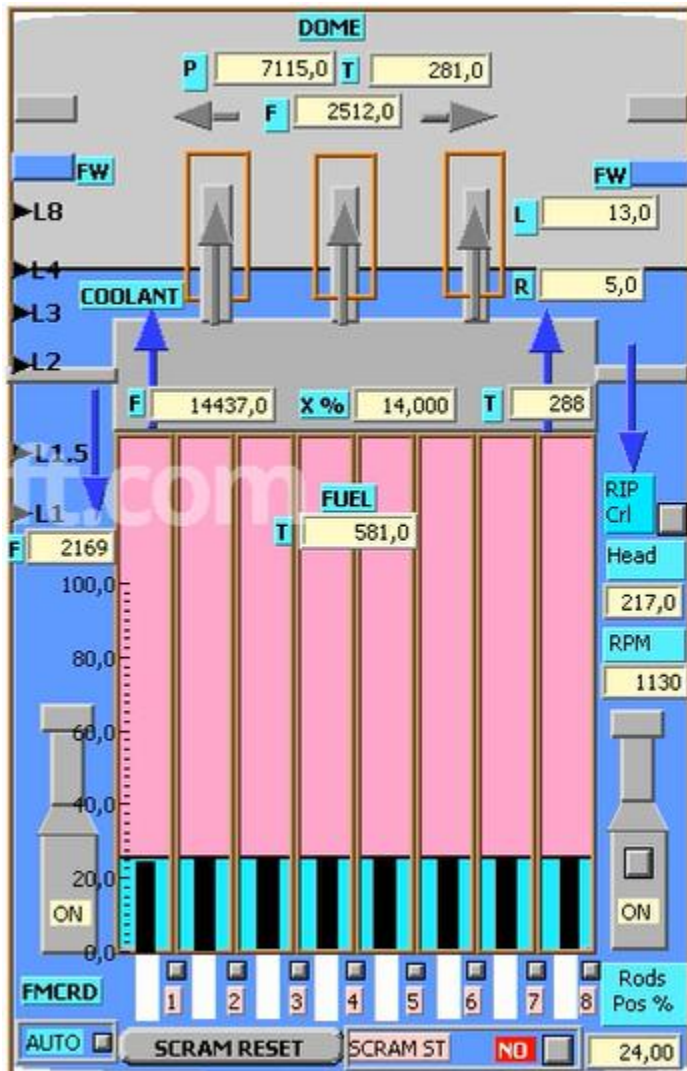 DOME
P 7115,0 T 281,0
F 2512,0
FW FW
L8 L 13,0
L4
COOLANT R 5,0
L3
L2
F 14437,0 X % 14,000 T 288
L1.5
ft.com
FUEL
L1 T 581,0
RIP
Crl
F 2169
Head
100,0
217,0
RPM
80,0
1130
60,0
40,0
20,0
ON ON
0,0
FMCRD 1 2 3 4 5 6 7 8 Rods
Pos %
AUTO SCRAM RESET SCRAM ST NO 24,00